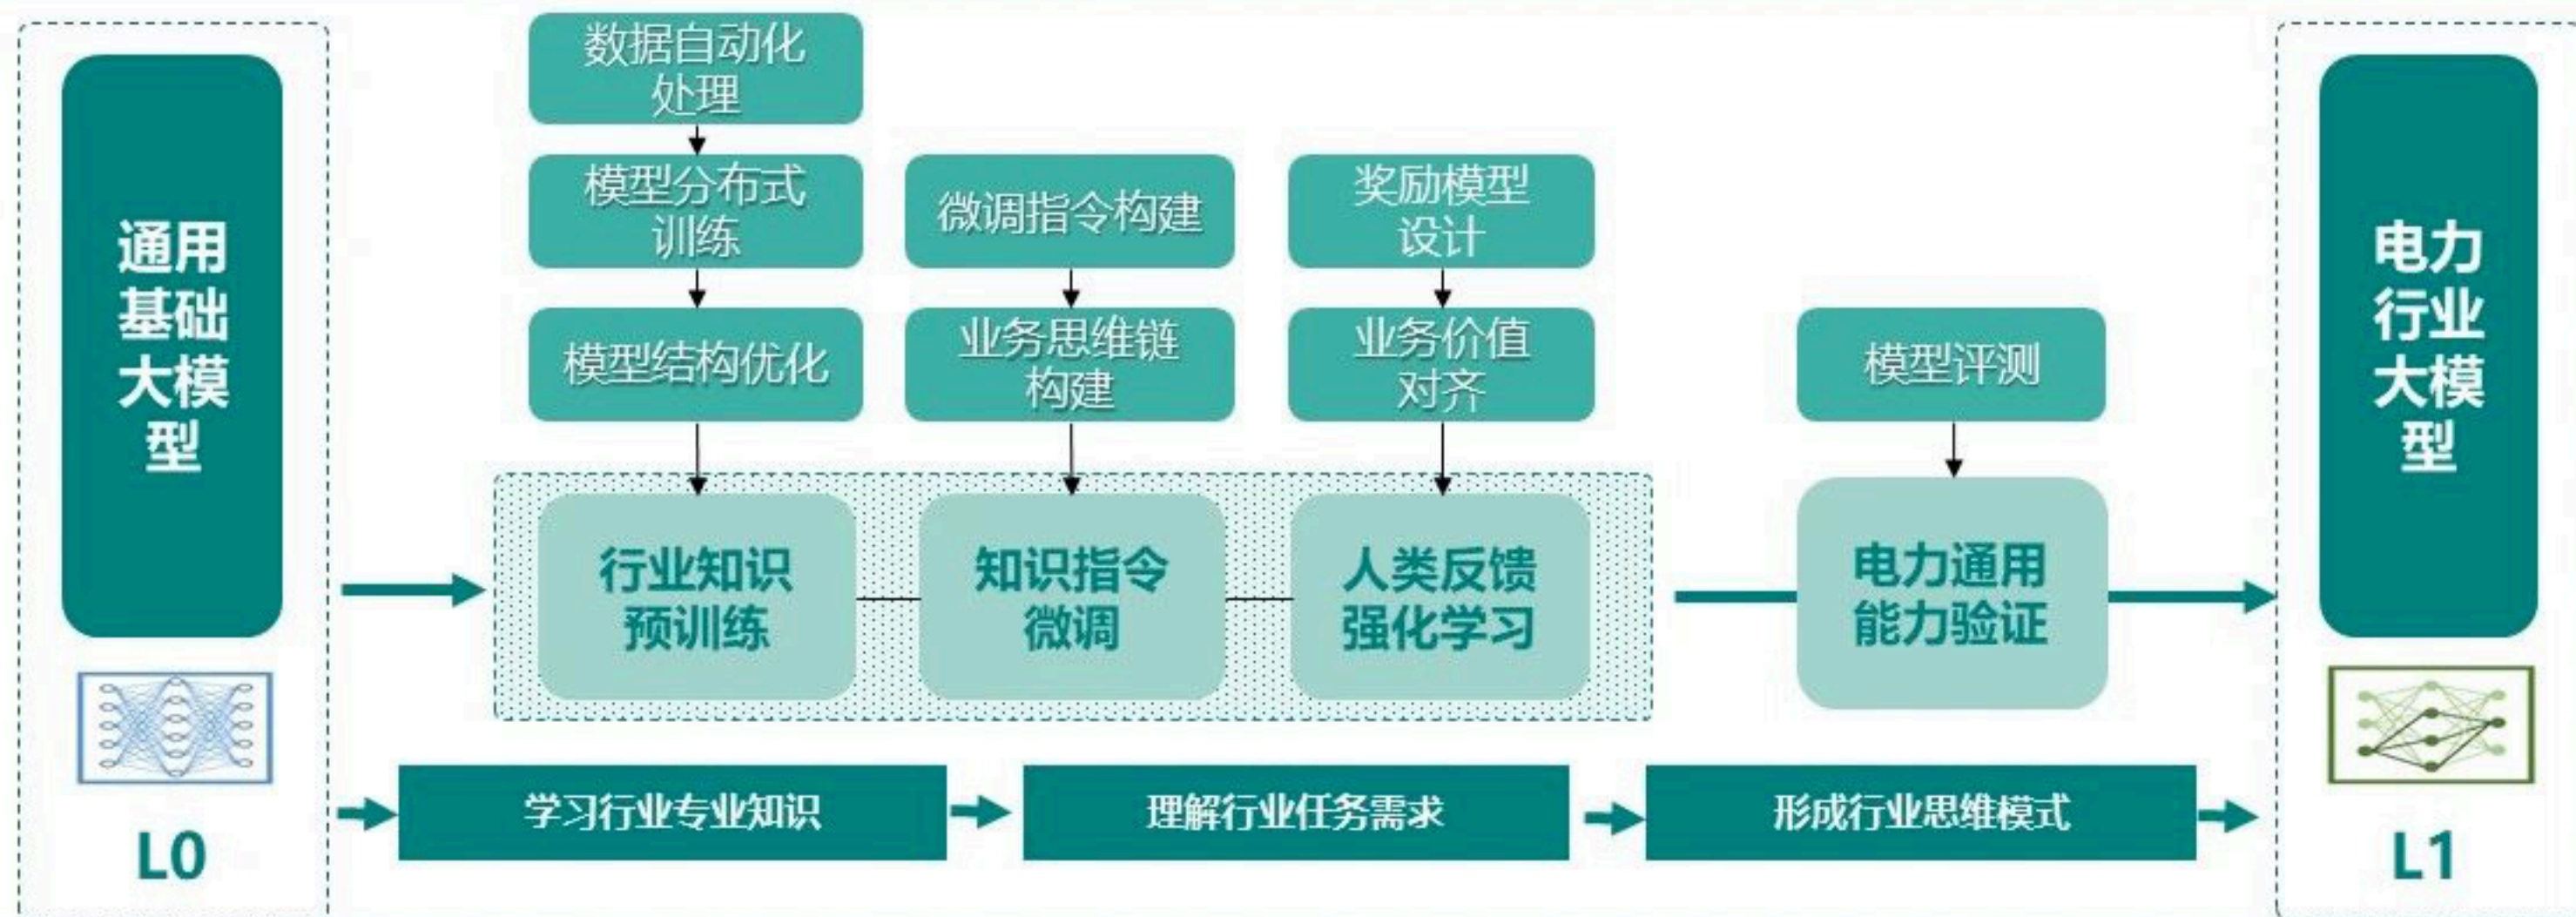 通用
基础
大模
型
L0
数据自动化
处理
模型分布式
训练
模型结构优化
微调指令构建
业务思维链
构建
奖励模型
设计
业务价值
对齐
模型评测
行业知识
预训练
知识指令
微调
人类反馈
强化学习
电力通用
能力验证
学习行业专业知识
理解行业任务需求
形成行业思维模式
电力
行业
大模
型
L1